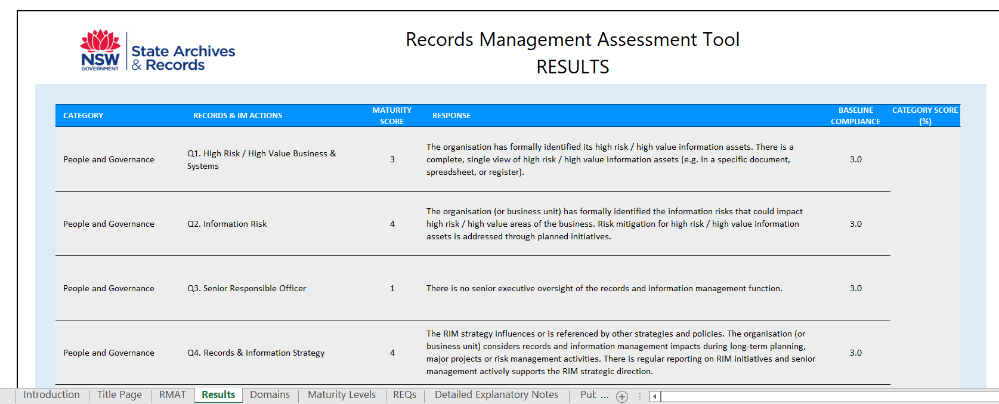 Records Management Assessment Tool
RESULTS
NSW
GOVERNMENT
State Archives
& Records
CATEGORY
RECORDS & IM ACTIONS
MATURITY
SCORE
RESPONSE
BASELINE
COMPLIANCE
CATEGORY SCORE
(%)
People and Governance
Q1. High Risk / High Value Business &
Systems
3
The organisation has formally identified its high risk / high value information assets. There is a
complete, single view of high risk / high value information assets (e.g. in a specific document,
spreadsheet, or register).
3.0
People and Governance
Q2. Information Risk
4
The organisation (or business unit) has formally identified the information risks that could impact
high risk / high value areas of the business. Risk mitigation for high risk / high value information
assets is addressed through planned initiatives.
3.0
People and Governance
Q3. Senior Responsible Officer
1
There is no senior executive oversight of the records and information management function.
3.0
People and Governance
Q4. Records & Information Strategy
4
The RIM strategy influences or is referenced by other strategies and policies. The organisation (or
business unit) considers records and information management impacts during long-term planning,
major projects or risk management activities. There is regular reporting on RIM initiatives and senior
management actively supports the RIM strategic direction.
3.0
Introduction
Title Page
RMAT
Results
Domains
Maturity Levels
REQs
Detailed Explanatory Notes
Put ...